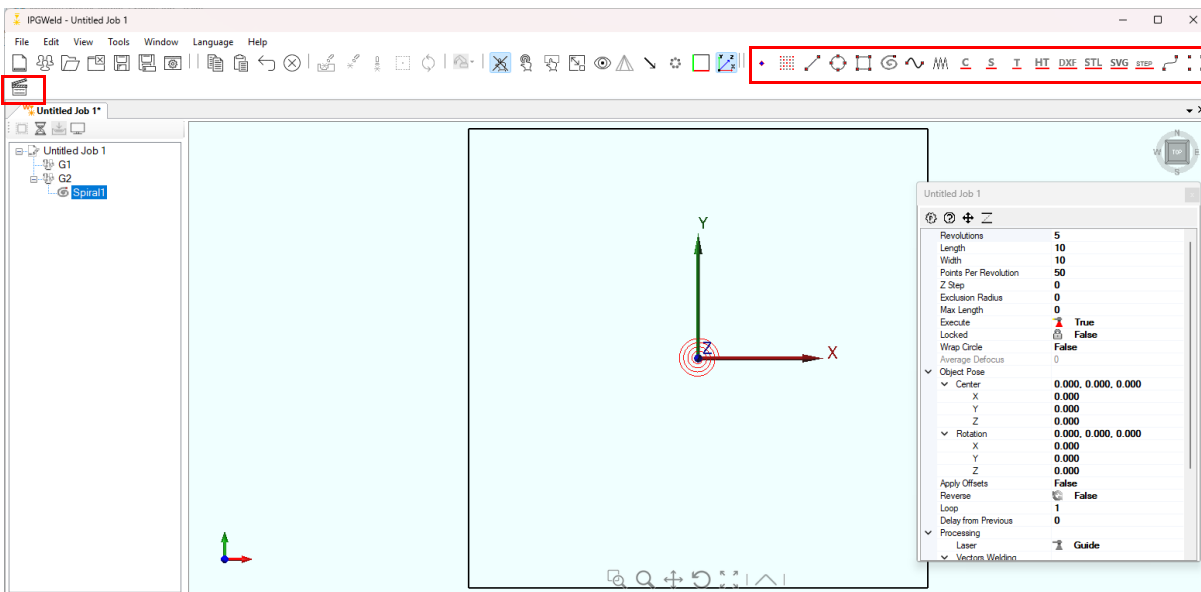 IPGWeld - Untitled Job 1
File Edit View Tools Window Language Help
C S T HT DXF STL SVG STEP
Untitled Job 1*
Untitled Job 1
G1
G2
Spiral1
Y
Z
X
N
W TOP E
S
Untitled Job 1
Revolutions 5
Length 10
Width 10
Points Per Revolution 50
Z Step 0
Exclusion Radius 0
Max Length 0
Execute True
Locked False
Wrap Circle False
Average Defocus 0
Object Pose
Center 0.000, 0.000, 0.000
X 0.000
Y 0.000
Z 0.000
Rotation 0.000, 0.000, 0.000
X 0.000
Y 0.000
Z 0.000
Apply Offsets False
Reverse False
Loop 1
Delay from Previous 0
Processing
Laser Guide
Vectors Welding